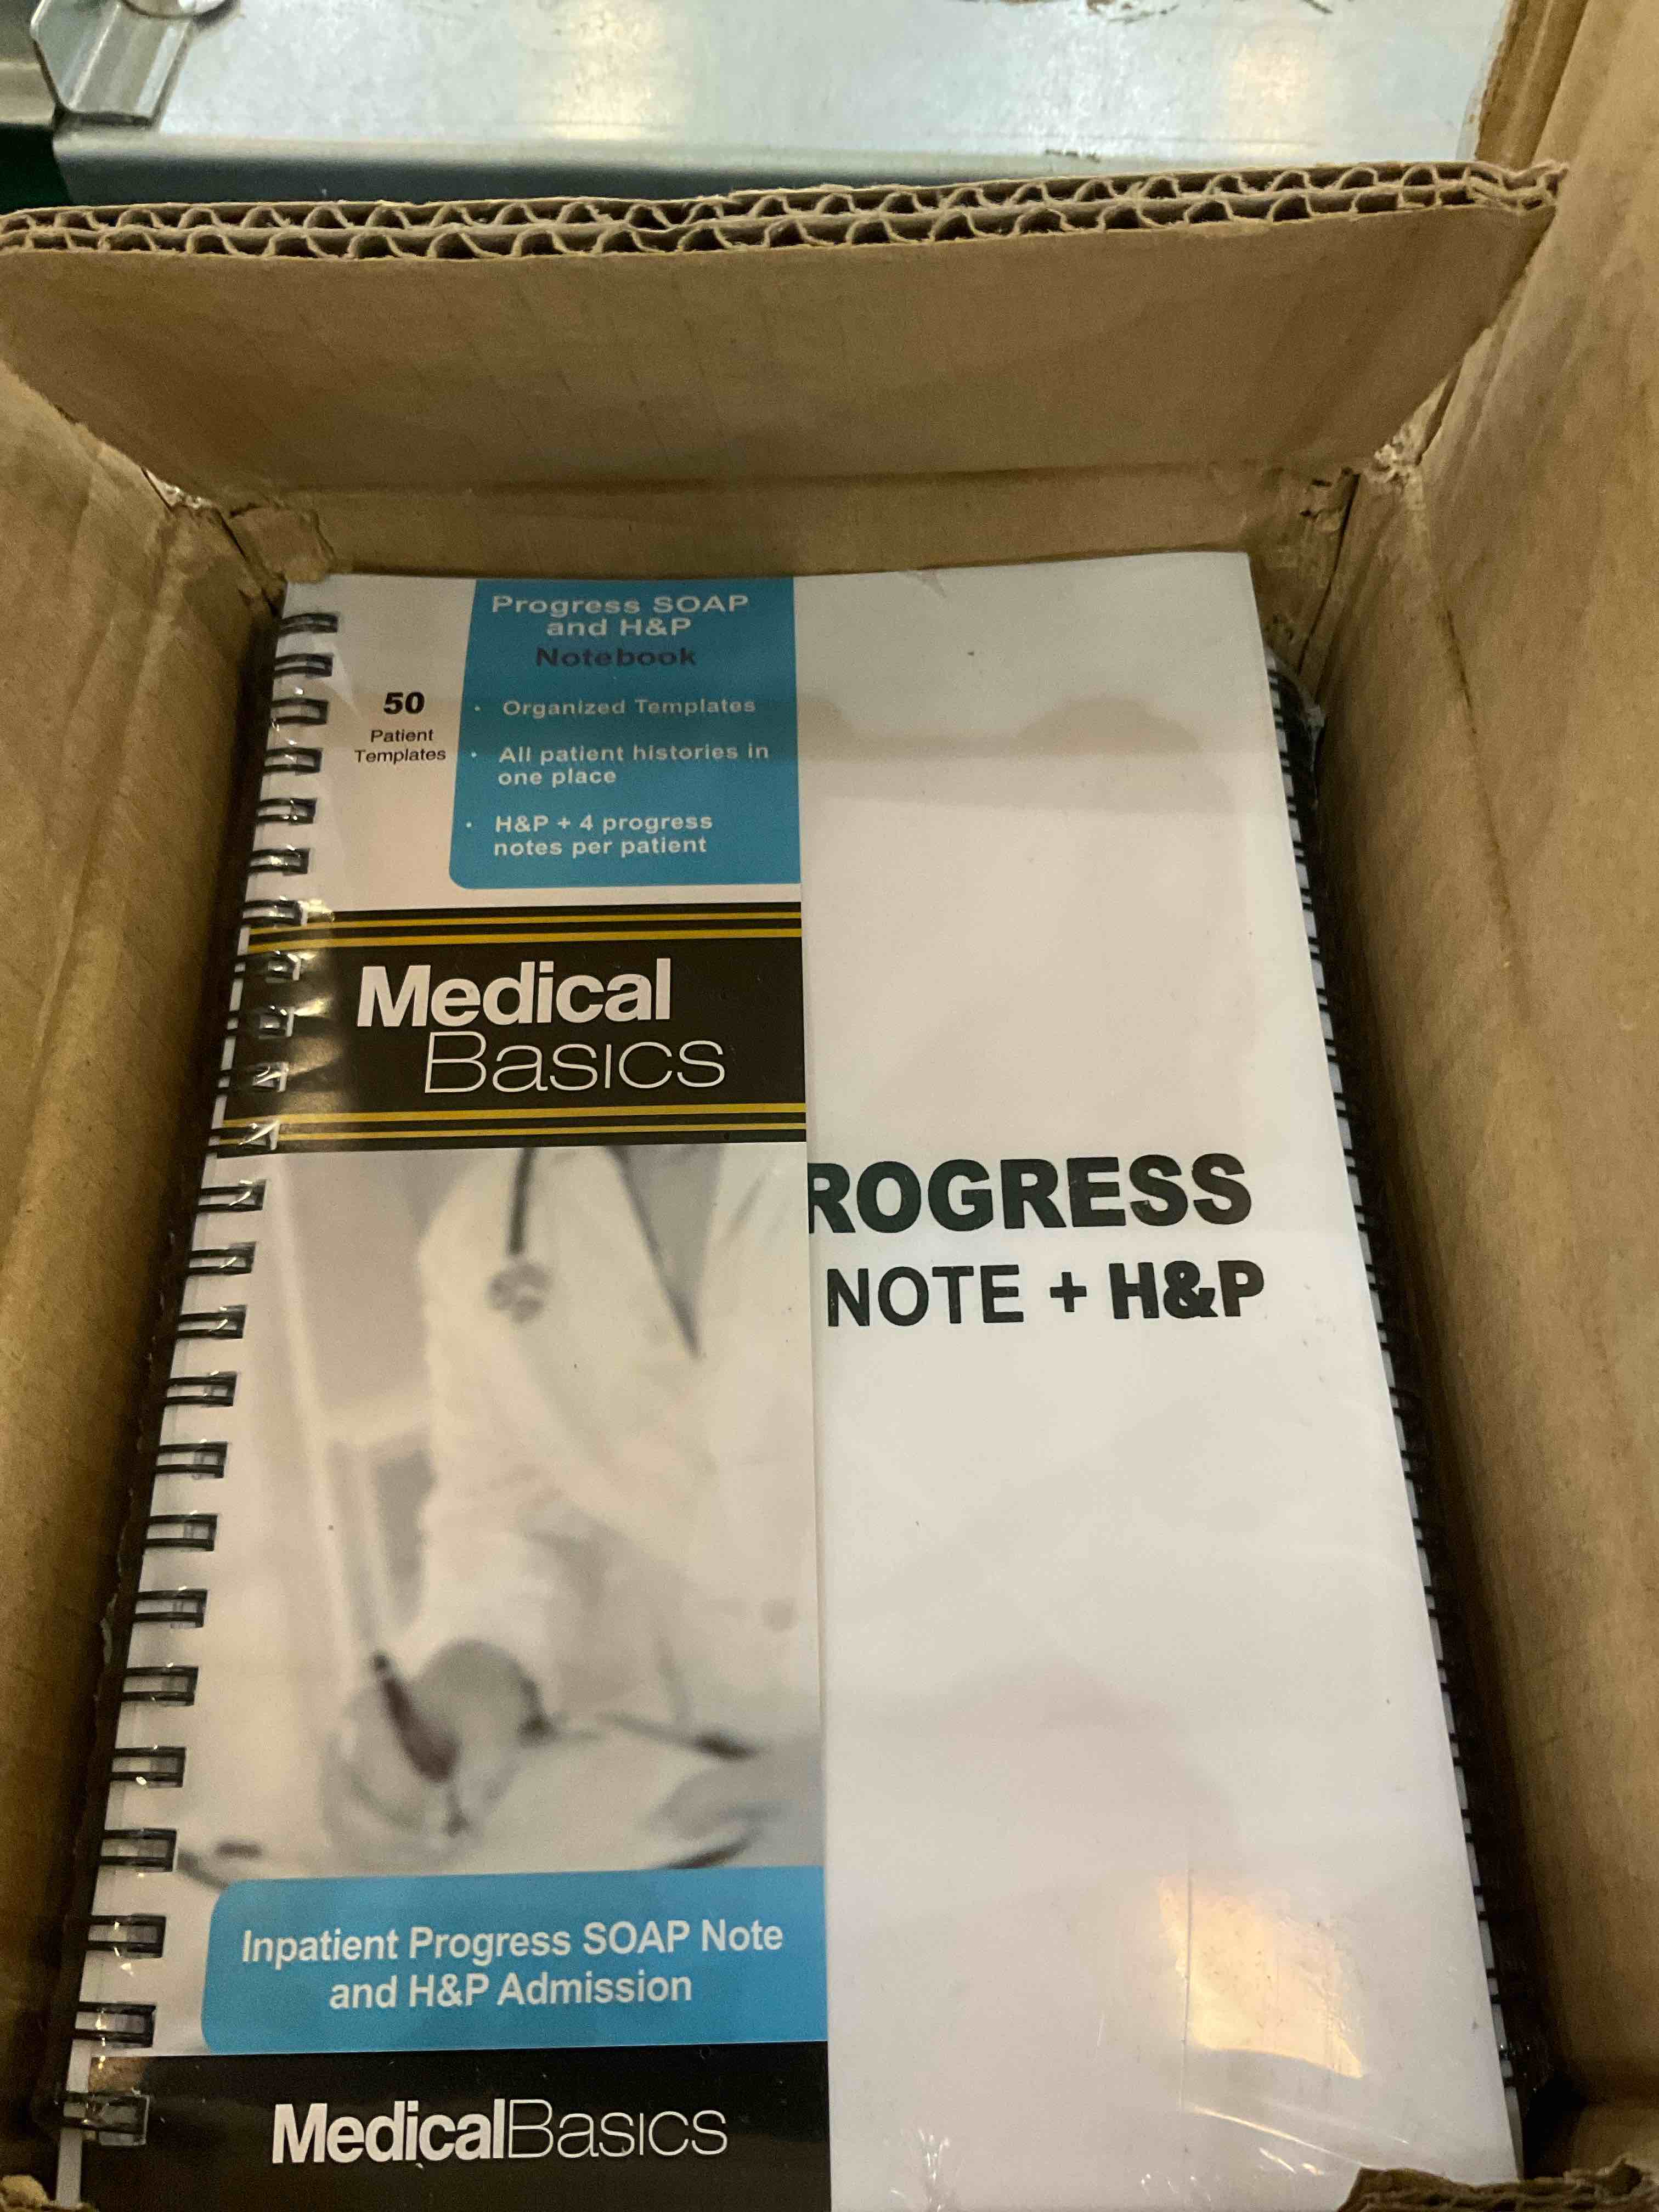 Progress SOAP
and H&P
Notebook
50
Patient
Templates
• Organized Templates
• All patient histories in
one place
• H&P + 4 progress
notes per patient
Medical
Basics
ROGRESS
NOTE + H&P
Inpatient Progress SOAP Note
and H&P Admission
MedicalBasics